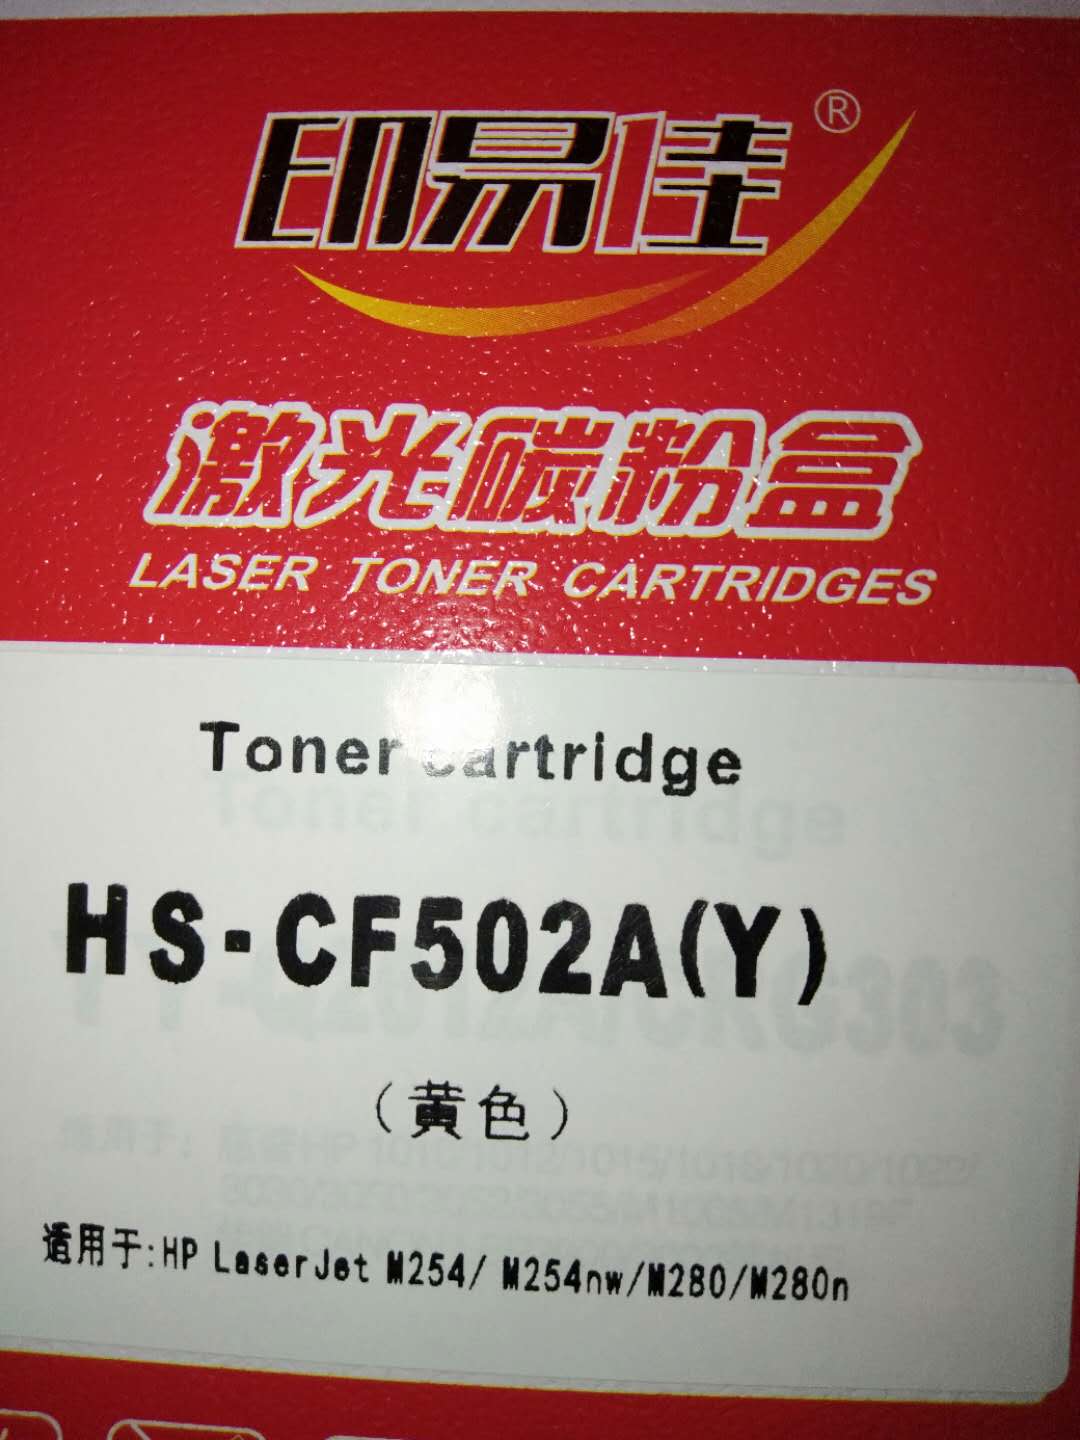 印易佳®
激光碳粉盒
LASER TONER CARTRIDGES
Toner cartridge
HS-CF502A(Y)
（黄色）
适用于:HP LaserJet M254/ M254nw/M280/M280n